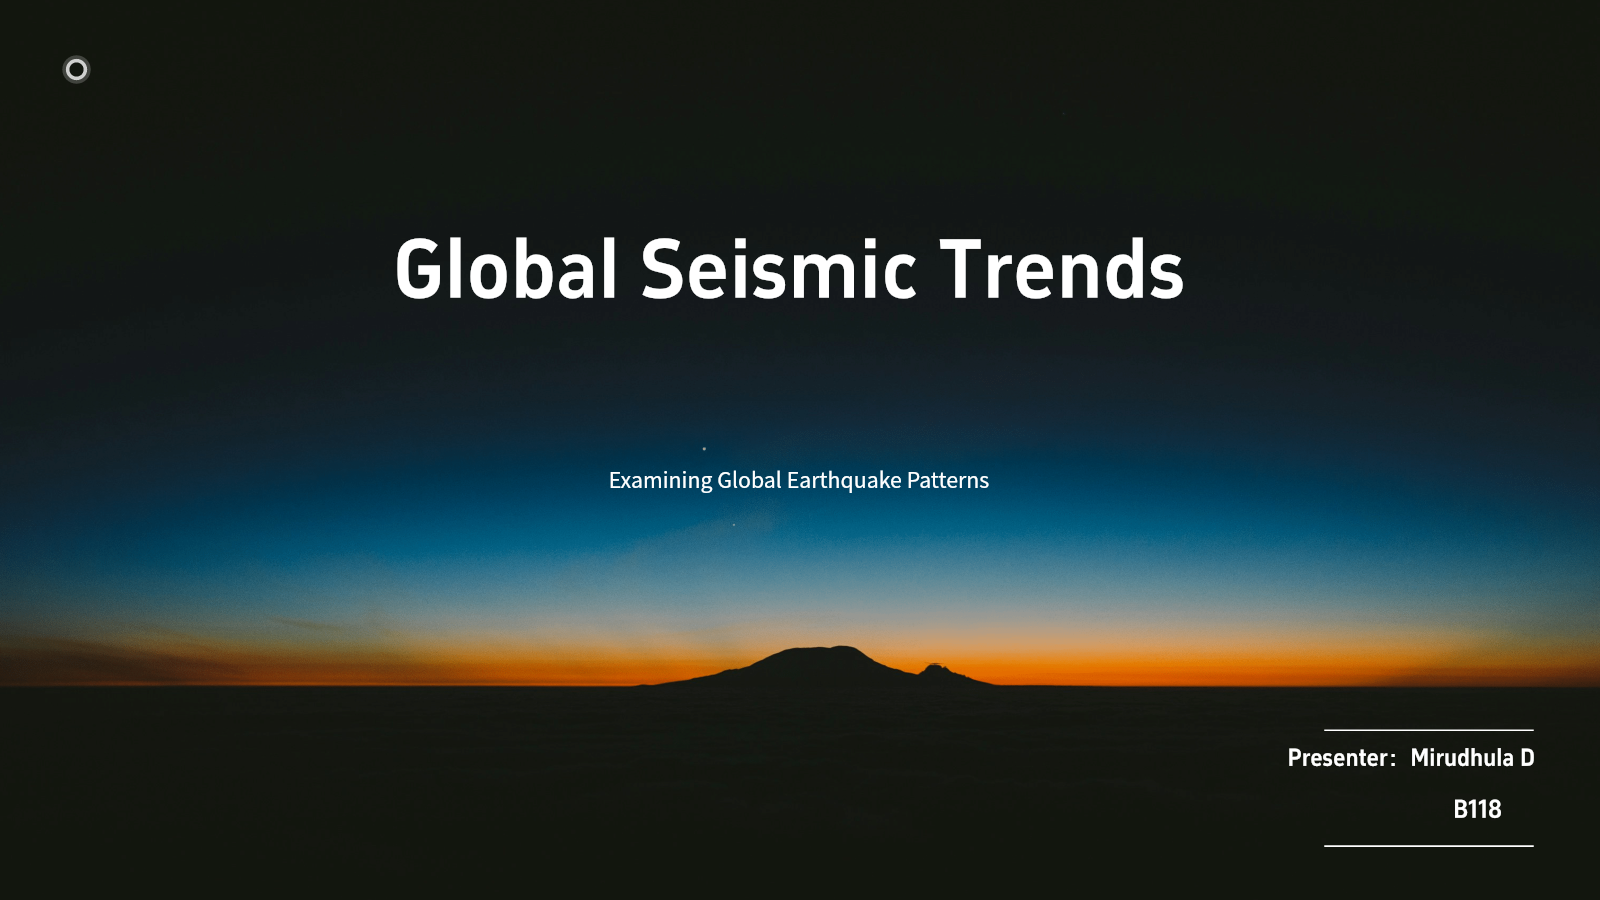 Global Seismic Trends
Examining Global Earthquake Patterns
Presenter: Mirudhula D
B118